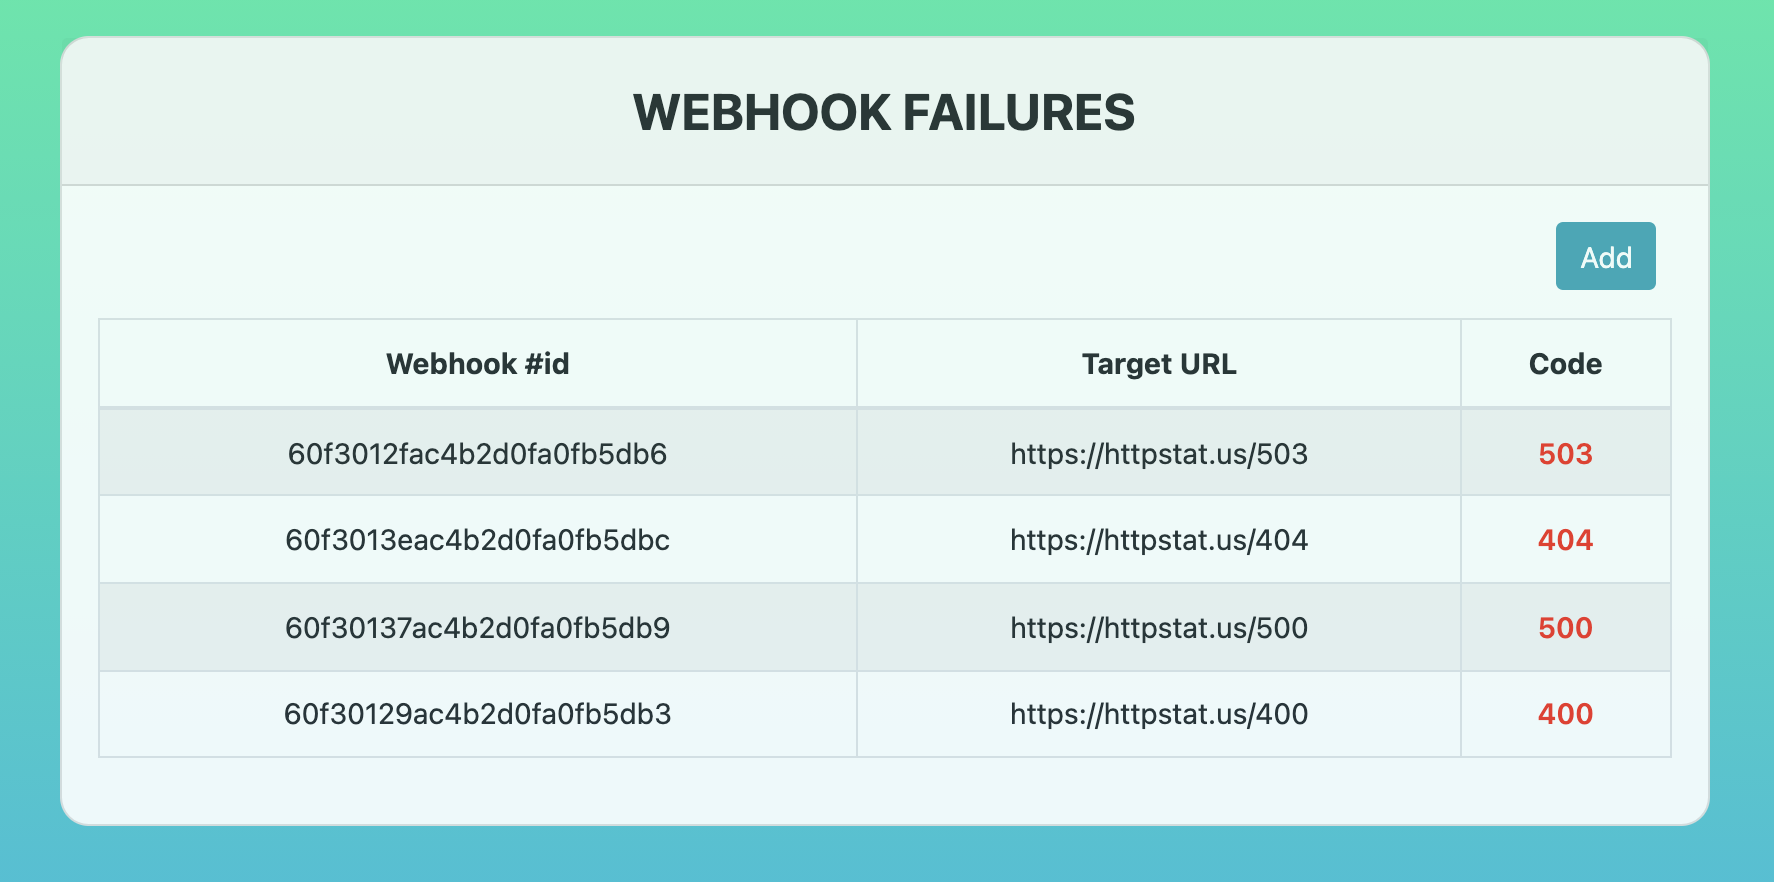 WEBHOOK FAILURES
Add
Webhook #id Target URL Code
60f3012fac4b2d0fa0fb5db6 https://httpstat.us/503 503
60f3013eac4b2d0fa0fb5dbc https://httpstat.us/404 404
60f30137ac4b2d0fa0fb5db9 https://httpstat.us/500 500
60f30129ac4b2d0fa0fb5db3 https://httpstat.us/400 400